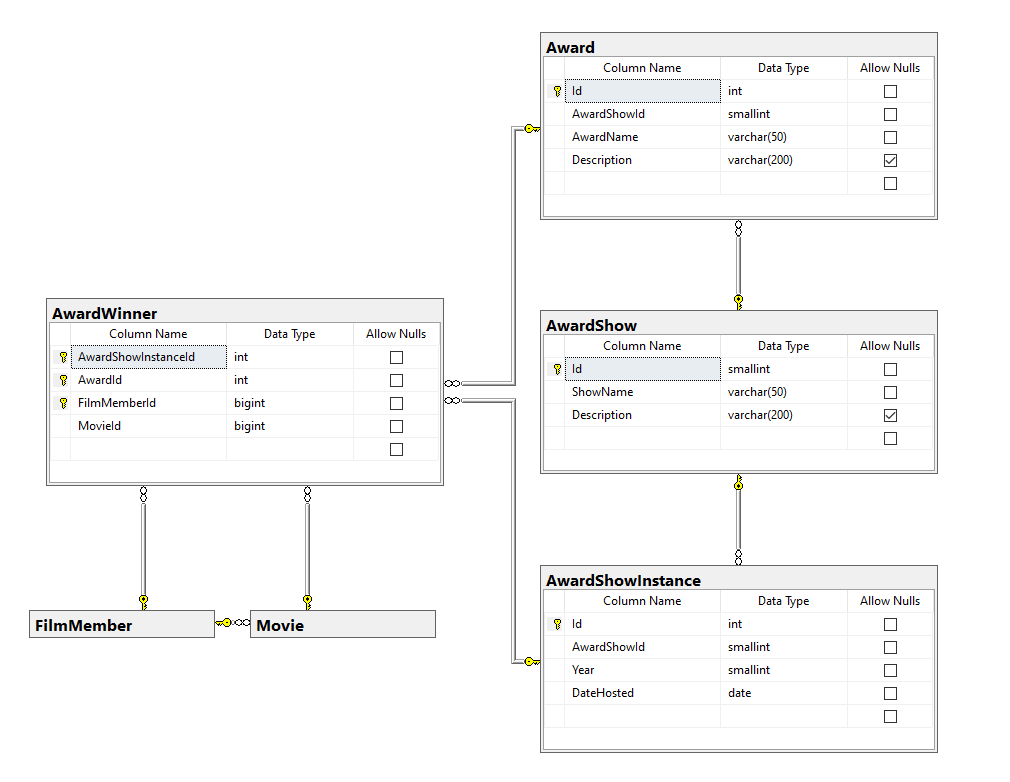 Award
Column Name Data Type Allow Nulls
Id int
AwardShowId smallint
AwardName varchar(50)
Description varchar(200)
AwardWinner
Column Name Data Type Allow Nulls
AwardShowInstanceId int
AwardId int
FilmMemberId bigint
MovieId bigint
AwardShow
Column Name Data Type Allow Nulls
Id smallint
ShowName varchar(50)
Description varchar(200)
FilmMember
Movie
AwardShowInstance
Column Name Data Type Allow Nulls
Id int
AwardShowId smallint
Year smallint
DateHosted date